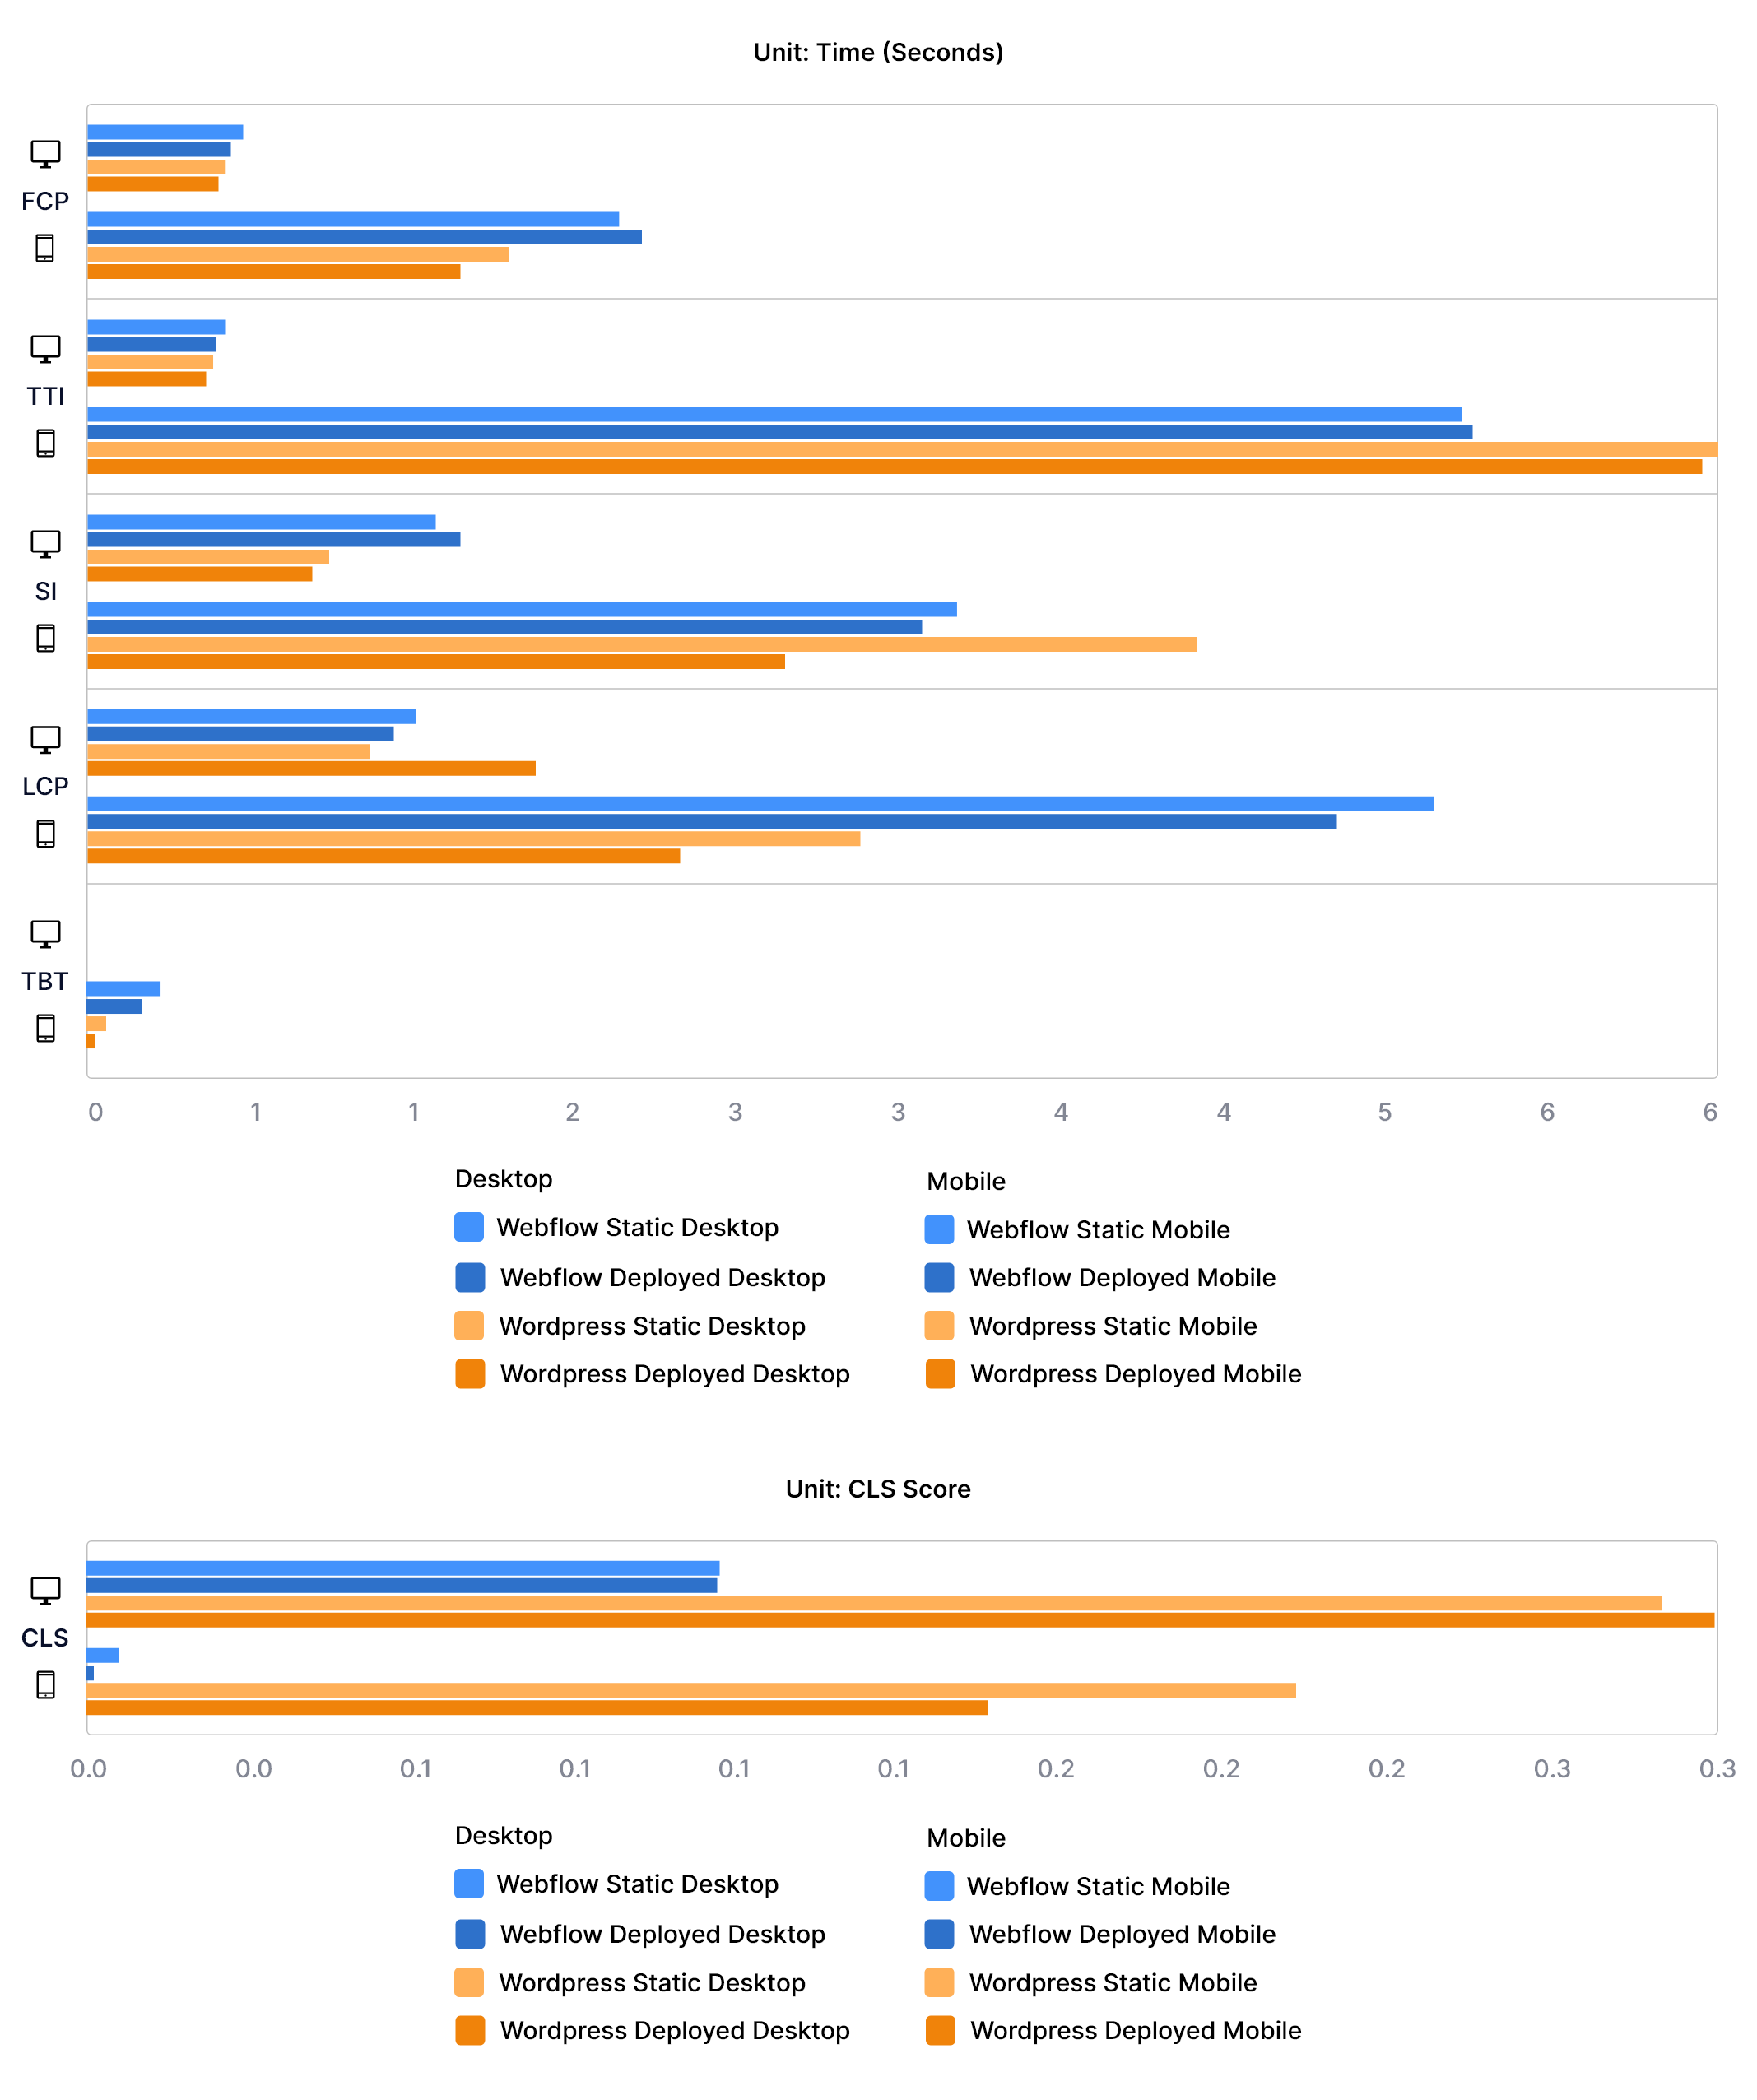 Unit: Time (Seconds)
FCP
TTI
SI
LCP
TBT
0 1 1 2 3 3 4 4 5 6 6
Desktop
Webflow Static Desktop
Webflow Deployed Desktop
Wordpress Static Desktop
Wordpress Deployed Desktop
Mobile
Webflow Static Mobile
Webflow Deployed Mobile
Wordpress Static Mobile
Wordpress Deployed Mobile
Unit: CLS Score
CLS
0.0 0.0 0.1 0.1 0.1 0.1 0.2 0.2 0.2 0.3 0.3
Desktop
Webflow Static Desktop
Webflow Deployed Desktop
Wordpress Static Desktop
Wordpress Deployed Desktop
Mobile
Webflow Static Mobile
Webflow Deployed Mobile
Wordpress Static Mobile
Wordpress Deployed Mobile